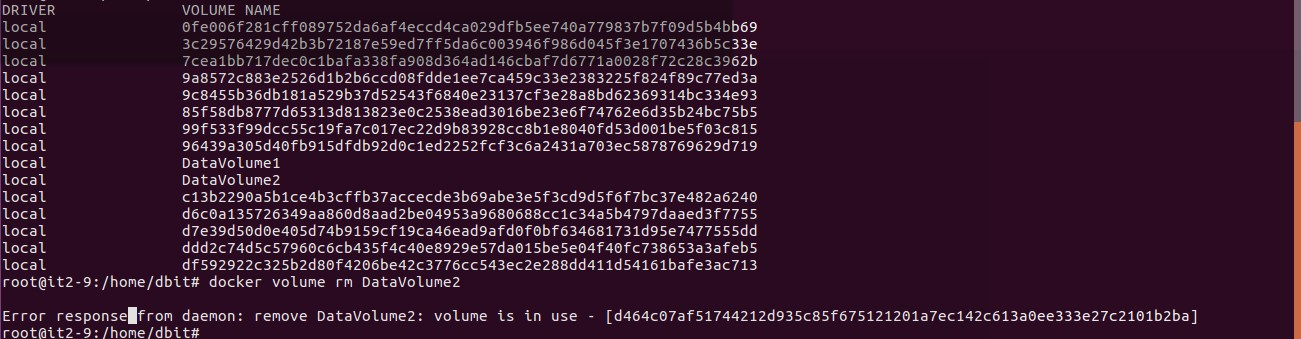 DRIVER VOLUME NAME
local 0fe006f281cff089752da6af4eccd4ca029dfb5ee740a779837b7f09d5b4bb69
local 3c29576429d42b3b72187e59ed7ff5da6c003946f986d045f3e1707436b5c33e
local 7cea1bb717dec0c1bafa338fa908d364ad146cbaf7d6771a0028f72c28c3962b
local 9a8572c883e2526d1b2b6ccd08fdde1ee7ca459c33e2383225f824f89c77ed3a
local 9c8455b36db181a529b37d52543f6840e23137cf3e28a8bd62369314bc334e93
local 85f58db8777d65313d813823e0c2538ead3016be23e6f74762e6d35b24bc75b5
local 99f533f99dcc55c19fa7c017ec22d9b83928cc8b1e8040fd53d001be5f03c815
local 96439a305d40fb915dfdb92d0c1ed2252fcf3c6a2431a703ec5878769629d719
local DataVolume1
local DataVolume2
local c13b2290a5b1ce4b3cffb37accecde3b69abe3e5f3cd9d5f6f7bc37e482a6240
local d6c0a135726349aa860d8aad2be04953a9680688cc1c34a5b4797daaed3f7755
local d7e39d50d0e405d74b9159cf19ca46ead9afd0f0bf634681731d95e7477555dd
local ddd2c74d5c57960c6cb435f4c40e8929e57da015be5e04f40fc738653a3afeb5
local df592922c325b2d80f4206be42c3776cc543ec2e288dd411d54161bafe3ac713
root@it2-9:/home/dbit# docker volume rm DataVolume2
Error response from daemon: remove DataVolume2: volume is in use - [d464c07af51744212d935c85f675121201a7ec142c613a0ee333e27c2101b2ba]
root@it2-9:/home/dbit#